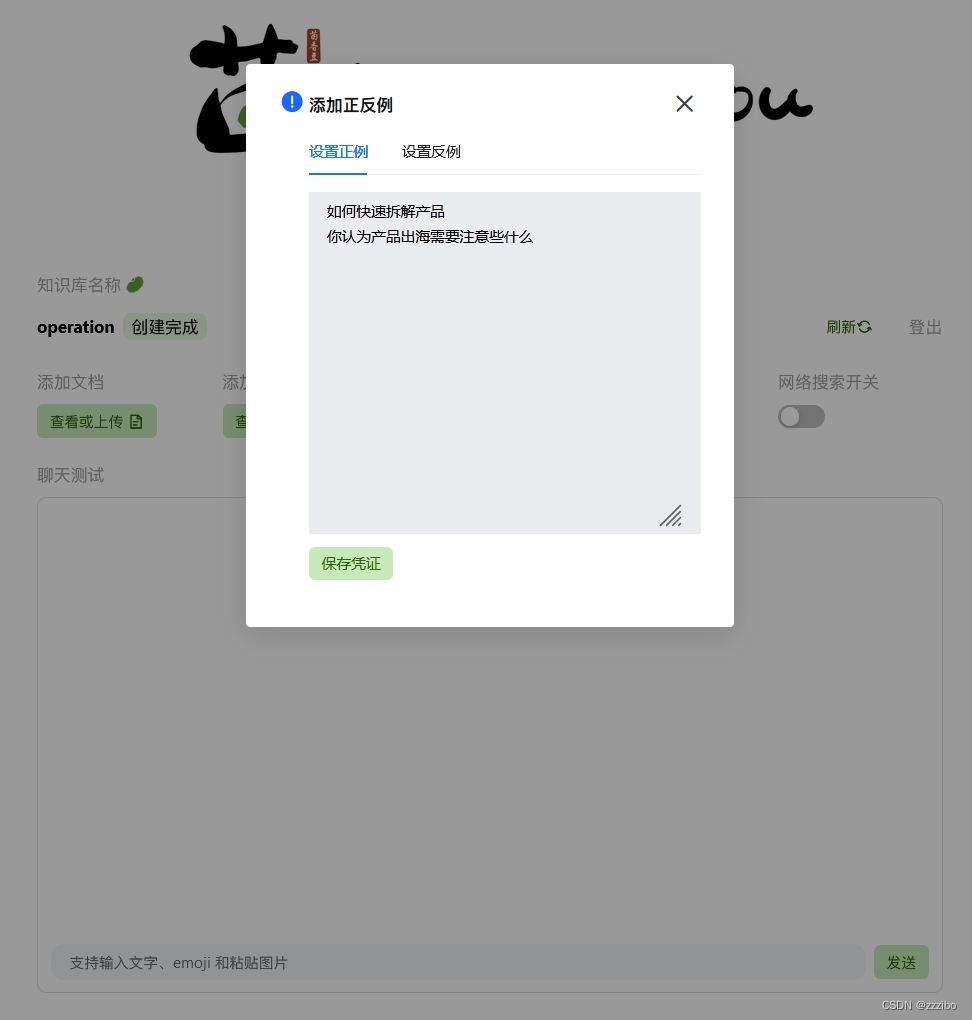 茴
茴香豆
ou
添加正反例
设置正例 设置反例
如何快速拆解产品
你认为产品出海需要注意些什么
保存凭证
知识库名称
operation 创建完成
刷新 登出
添加文档 添加 网络搜索开关
查看或上传 查
聊天测试
支持输入文字、emoji 和粘贴图片 发送
CSDN @zzzibo